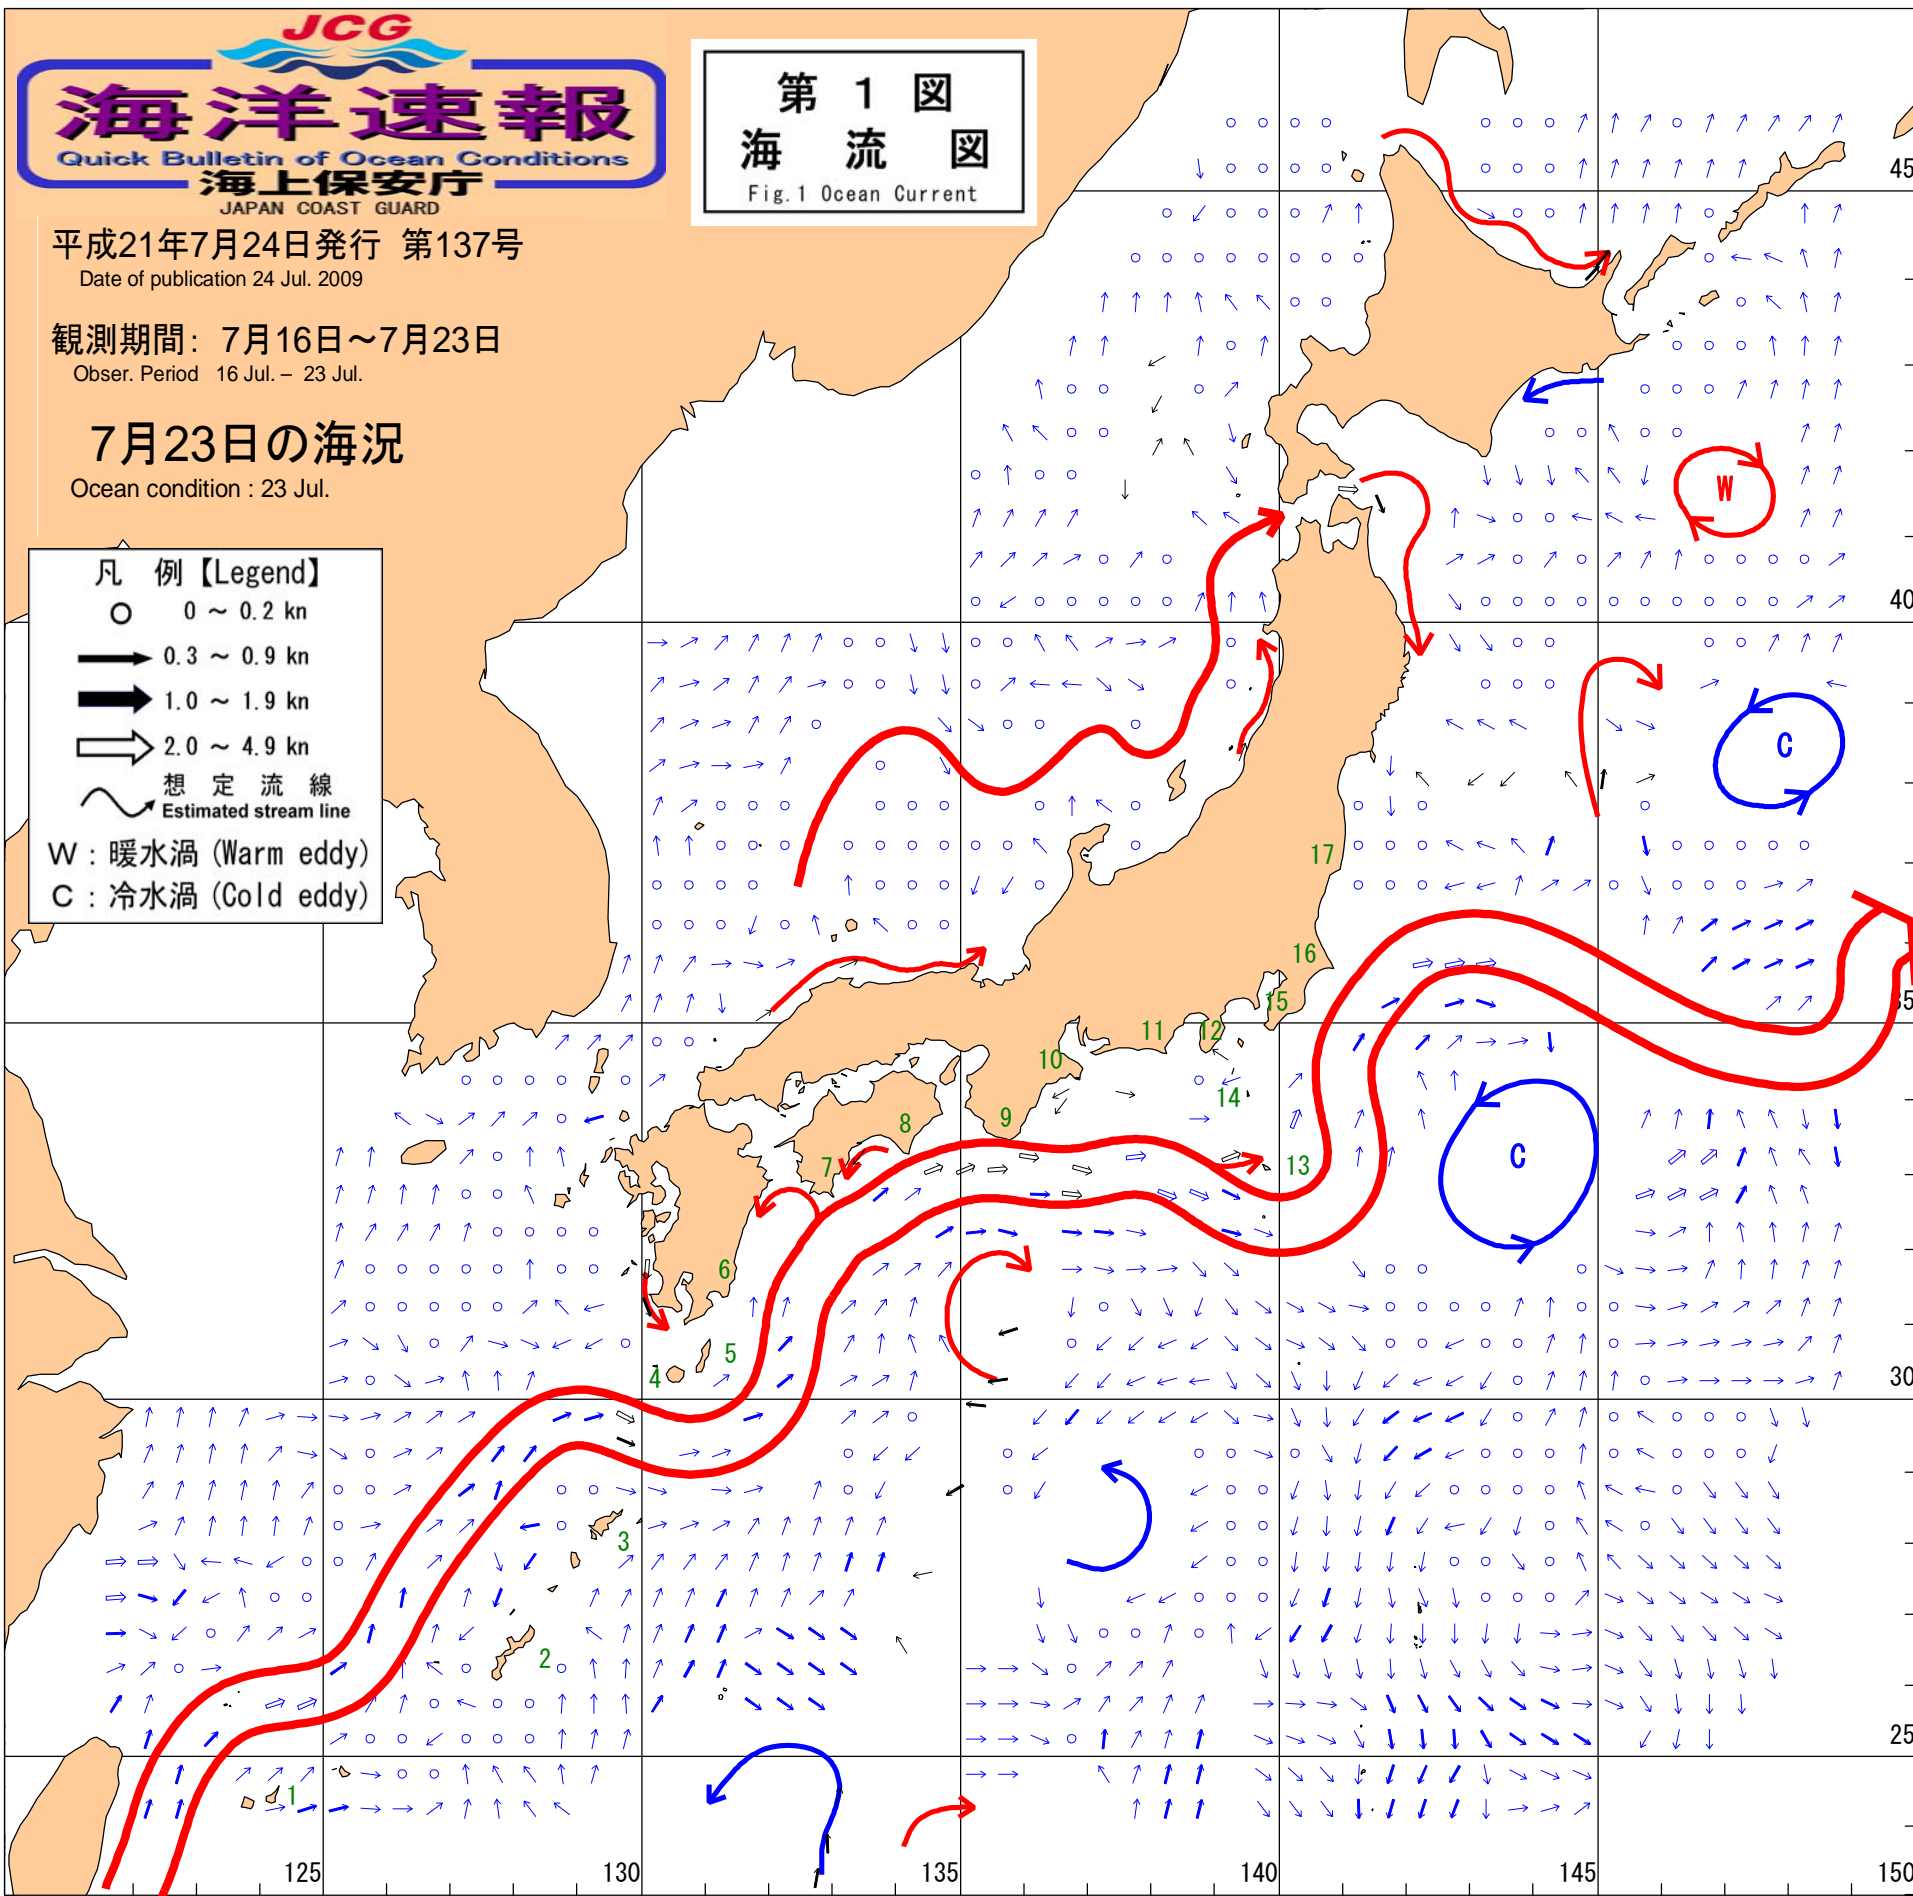 JCG
海洋速報
Quick Bulletin of Ocean Conditions
海上保安庁
JAPAN COAST GUARD
第 1 図
海 流 図
Fig.1 Ocean Current
平成21年7月24日発行 第137号
Date of publication 24 Jul. 2009
観測期間: 7月16日～7月23日
Obser. Period 16 Jul. – 23 Jul.
7月23日の海況
Ocean condition : 23 Jul.
凡 例【Legend】
0 ～ 0.2 kn
0.3 ～ 0.9 kn
1.0 ～ 1.9 kn
2.0 ～ 4.9 kn
想 定 流 線
Estimated stream line
W : 暖水渦 (Warm eddy)
C : 冷水渦 (Cold eddy)
45
W
40
C
17
16
15
35
11
12
10
14
9
8
7
13
C
6
5
4
30
3
2
25
1
125
130
135
140
145
150